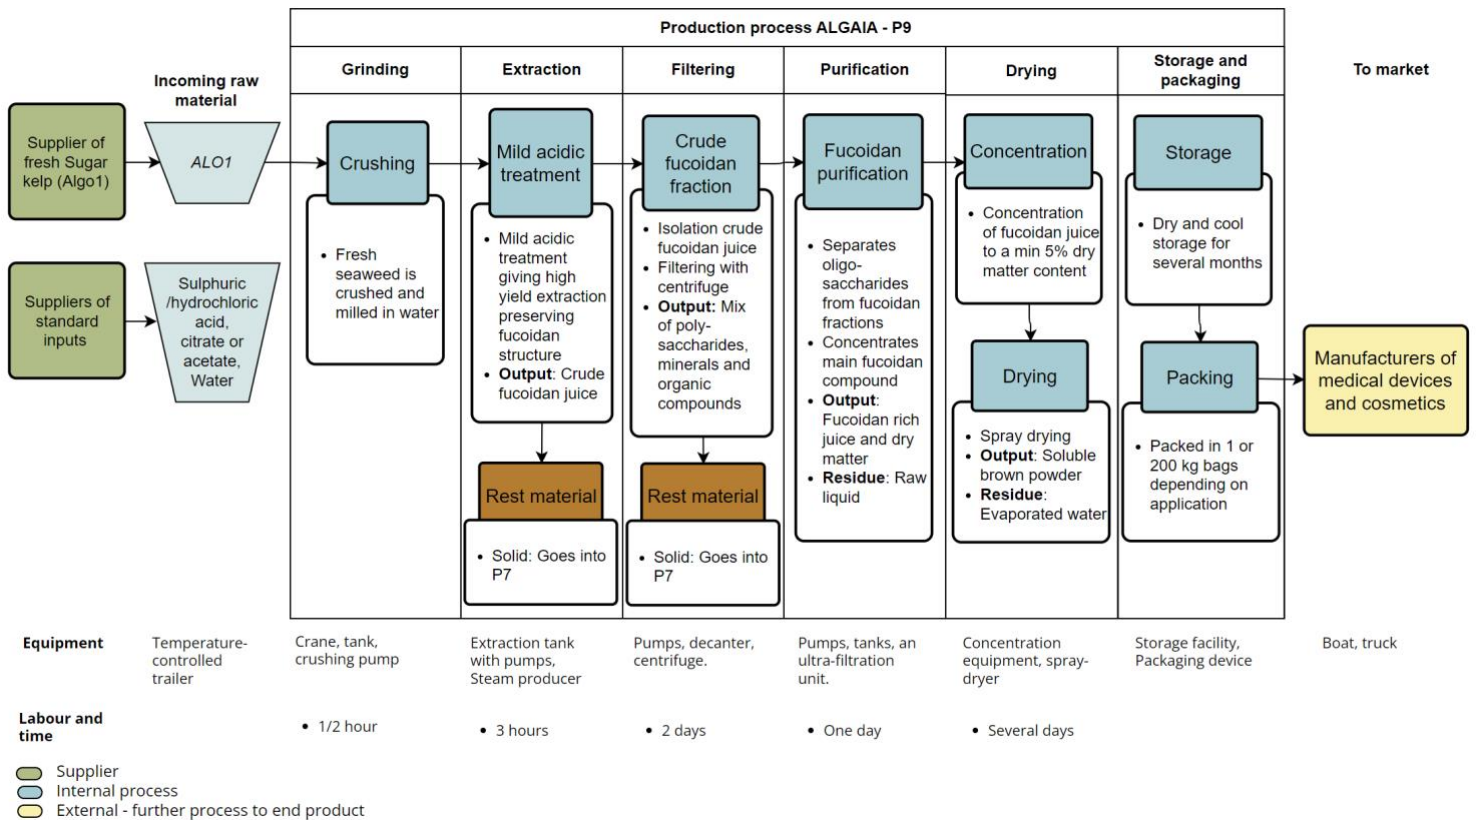 Production process ALGAIA - P9
Grinding
Extraction
Filtering
Purification
Drying
Storage and
packaging
To market
Incoming raw
material
Supplier of
fresh Sugar
kelp (Algo1)
ALO1
Crushing
Mild acidic
treatment
Crude
fucoidan
fraction
Fucoidan
purification
Concentration
Storage
• Fresh
seaweed is
crushed and
milled in water
• Mild acidic
treatment
giving high
yield extraction
preserving
fucoidan
structure
• Output: Crude
fucoidan juice
• Isolation crude
fucoidan juice
• Filtering with
centrifuge
• Output: Mix
of poly-
saccharides,
minerals and
organic
compounds
• Separates
oligo-
saccharides
from fucoidan
fractions
• Concentrates
main fucoidan
compound
• Output:
Fucoidan rich
juice and dry
matter
• Residue: Raw
liquid
• Concentration
of fucoidan juice
to a min 5% dry
matter content
• Dry and cool
storage for
several months
Suppliers of
standard
inputs
Sulphuric
/hydrochloric
acid,
citrate or
acetate,
Water
Drying
Packing
Manufacturers of
medical devices
and cosmetics
• Spray drying
• Output: Soluble
brown powder
• Residue:
Evaporated water
• Packed in 1 or
200 kg bags
depending on
application
Rest material
Rest material
• Solid: Goes into
P7
• Solid: Goes into
P7
Equipment
Temperature-
controlled
trailer
Crane, tank,
crushing pump
Extraction tank
with pumps,
Steam producer
Pumps, decanter,
centrifuge.
Pumps, tanks, an
ultra-filtration
unit.
Concentration
equipment, spray-
dryer
Storage facility,
Packaging device
Boat, truck
Labour and
time
• 1/2 hour
• 3 hours
• 2 days
• One day
• Several days
Supplier
Internal process
External - further process to end product